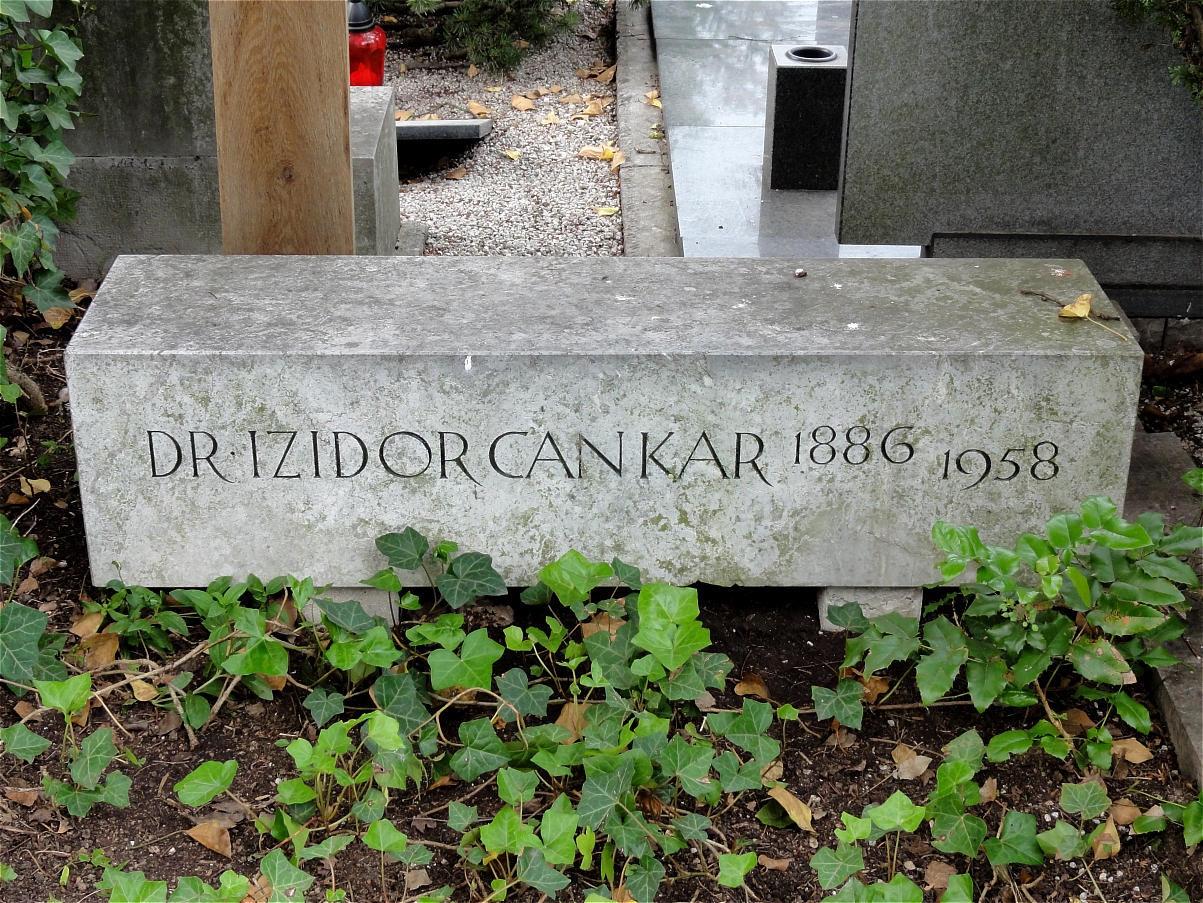 DR. IZIDOR CANKAR 1886 1958